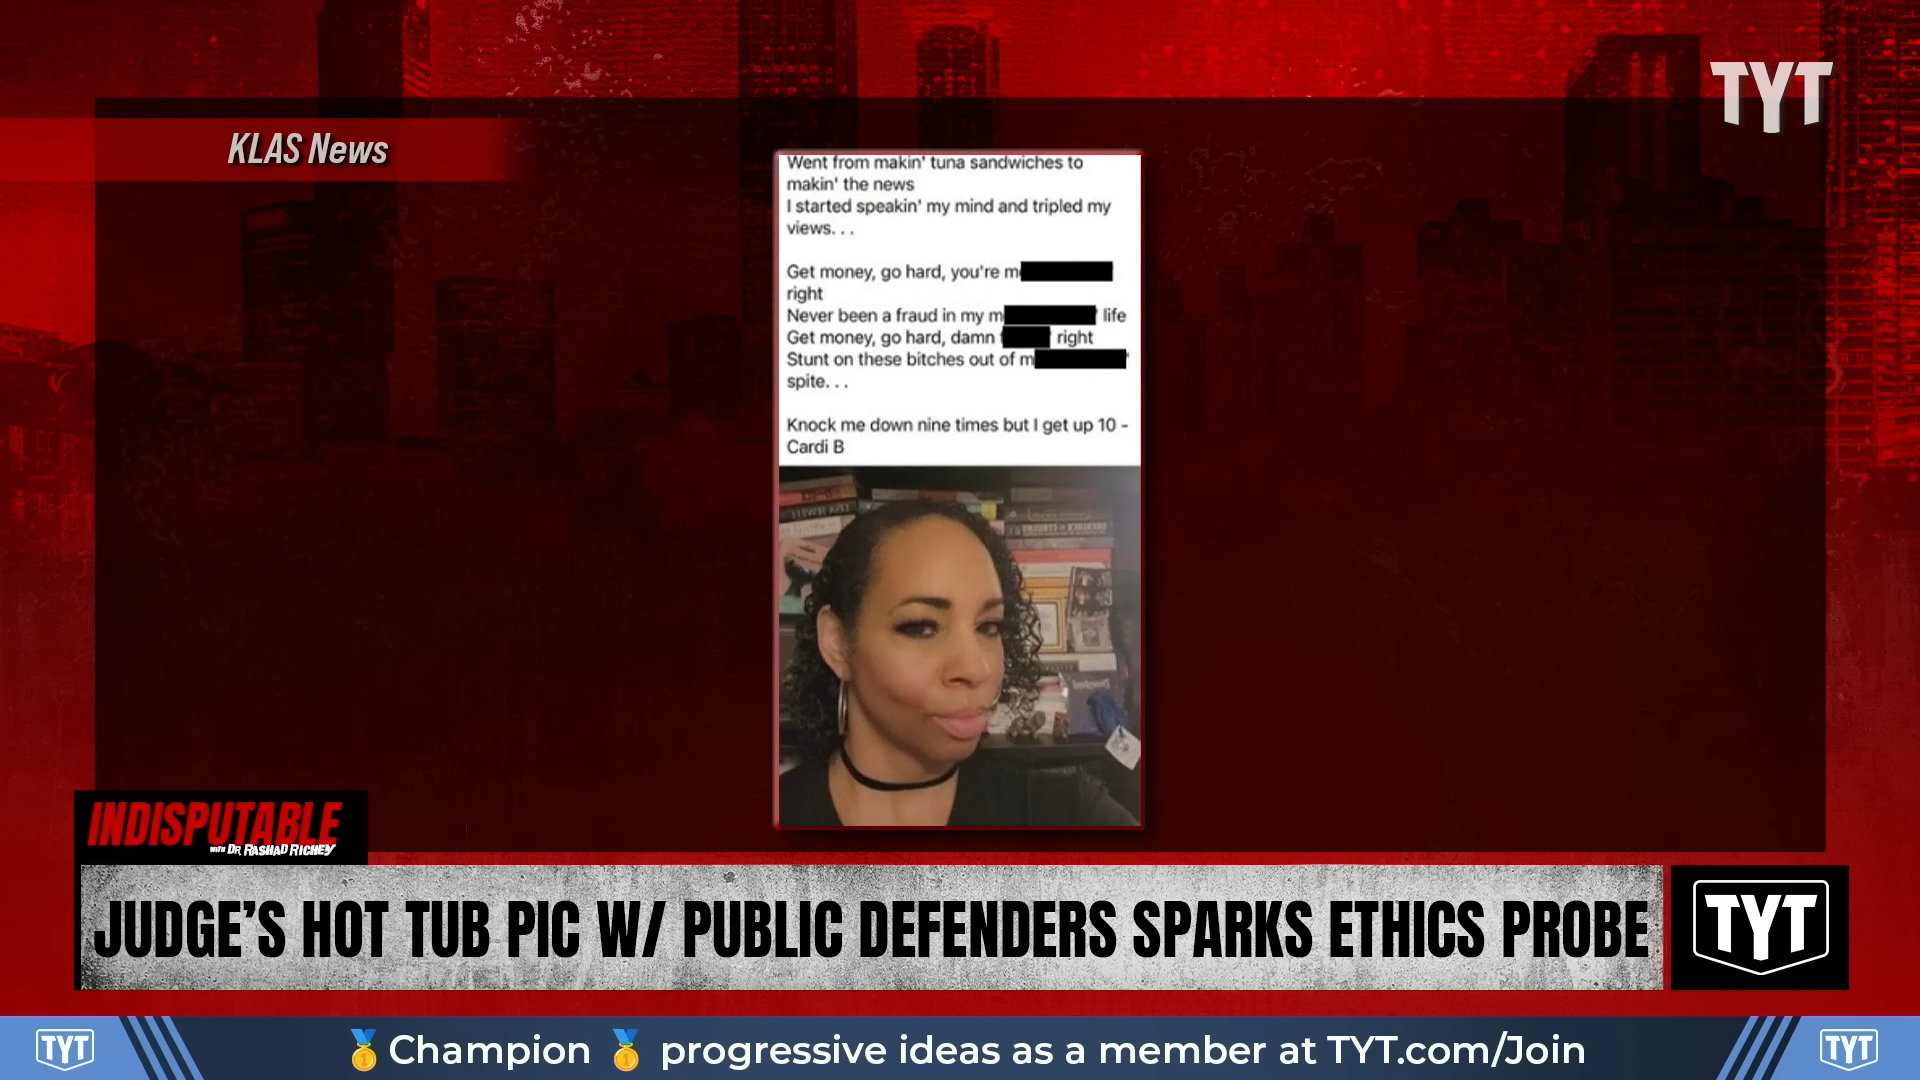 TYT
KLAS News
Went from makin' tuna sandwiches to
makin' the news
I started speakin' my mind and tripled my
views. . .
Get money, go hard, you're m
right
Never been a fraud in my m life
Get money, go hard, damn right
Stunt on these bitches out of m
spite. . .
Knock me down nine times but I get up 10 -
Cardi B
INDISPUTABLE
WITH DR RASHAD RICHEY
JUDGE'S HOT TUB PIC W/ PUBLIC DEFENDERS SPARKS ETHICS PROBE
TYT
TYT
🏅 Champion 🏅 progressive ideas as a member at TYT.com/Join
TYT